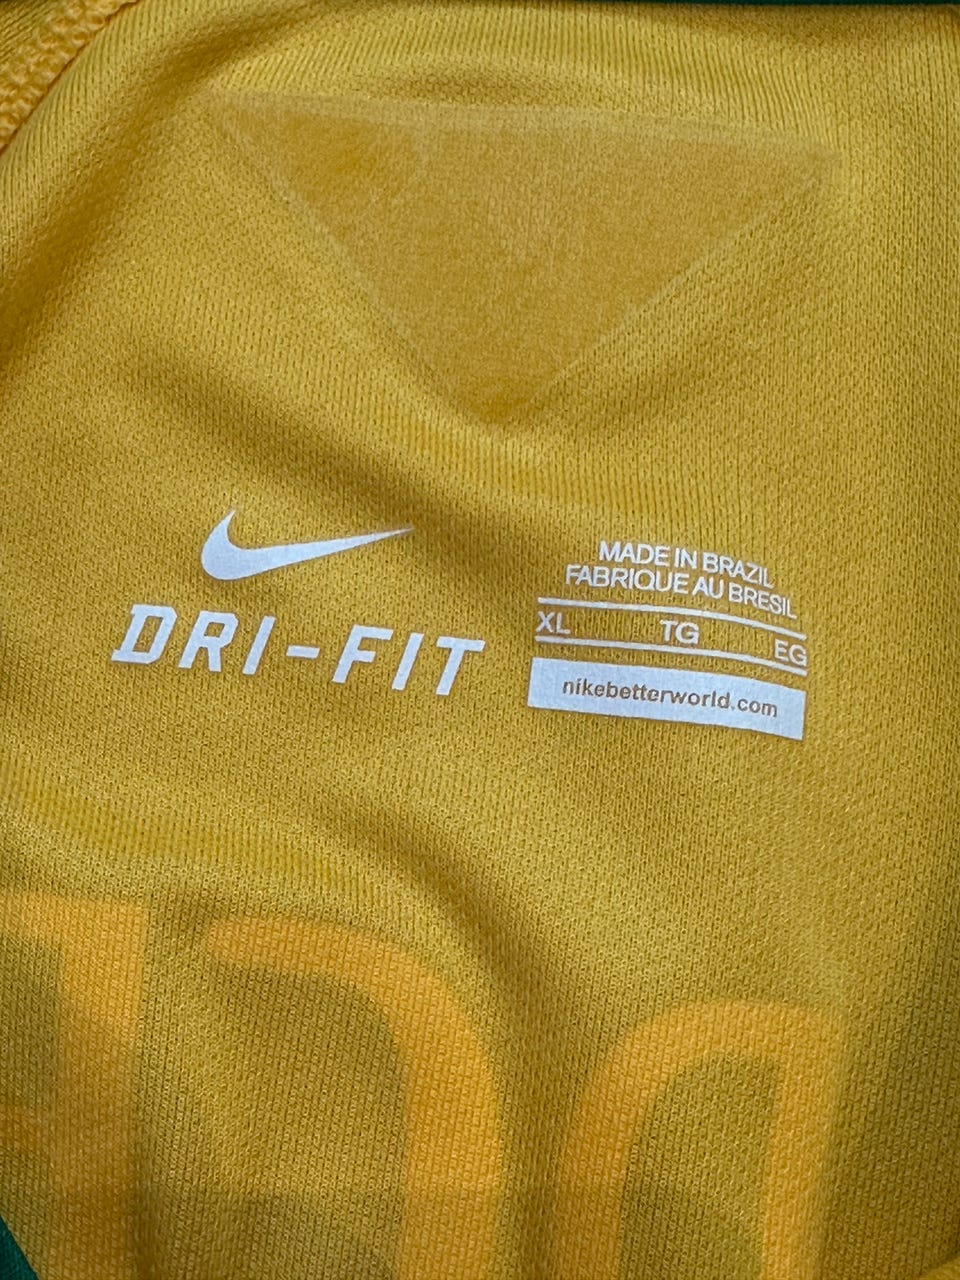 DRI-FIT
MADE IN BRAZIL
FABRIQUE AU BRESIL
XL TG EG
nikebetterworld.com